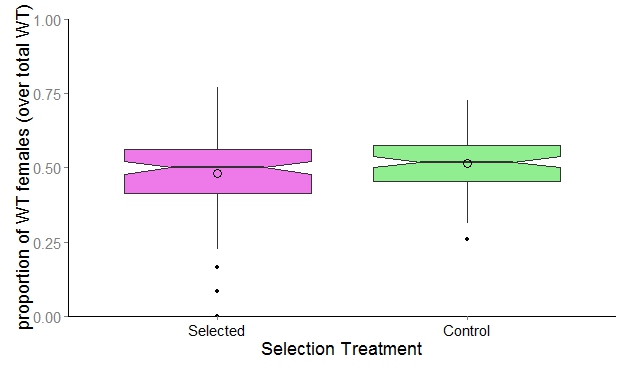 proportion of WT females (over total WT)
1.00
0.75
0.50
0.25
0.00
Selected
Control
Selection Treatment